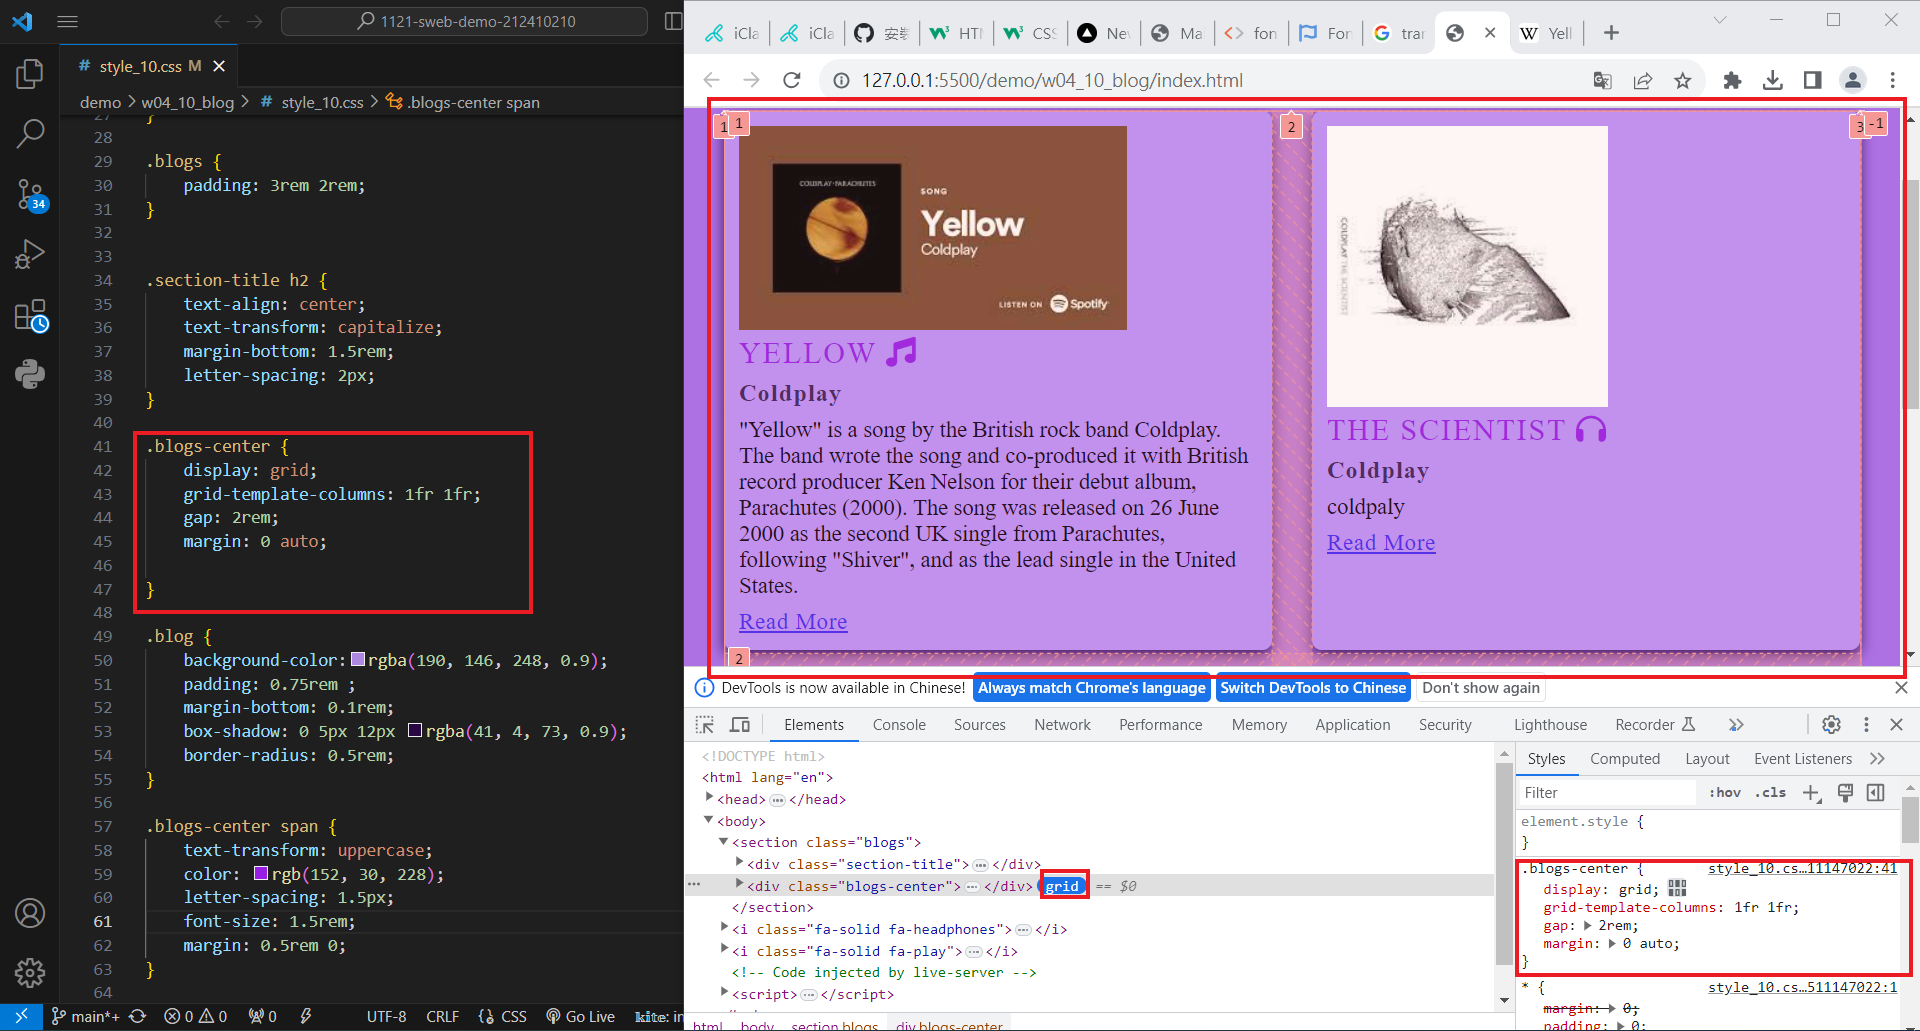 1121-sweb-demo-212410210
# style_10.css M
demo > w04_10_blog > # style_10.css > .blogs-center span
27 }
28
29 .blogs {
30 padding: 3rem 2rem;
31 }
32
33
34 .section-title h2 {
35 text-align: center;
36 text-transform: capitalize;
37 margin-bottom: 1.5rem;
38 letter-spacing: 2px;
39 }
40
41 .blogs-center {
42 display: grid;
43 grid-template-columns: 1fr 1fr;
44 gap: 2rem;
45 margin: 0 auto;
46
47 }
48
49 .blog {
50 background-color: rgba(190, 146, 248, 0.9);
51 padding: 0.75rem ;
52 margin-bottom: 0.1rem;
53 box-shadow: 0 5px 12px rgba(41, 4, 73, 0.9);
54 border-radius: 0.5rem;
55 }
56
57 .blogs-center span {
58 text-transform: uppercase;
59 color: rgb(152, 30, 228);
60 letter-spacing: 1.5px;
61 font-size: 1.5rem;
62 margin: 0.5rem 0;
63 }
64
34
main*+ 0 0 0 UTF-8 CRLF {} CSS Go Live kite: in
iCla iCla 安 HTM CSS Nev Ma fon For trar Yell
127.0.0.1:5500/demo/w04_10_blog/index.html
1 1 2 3 -1
COLDPLAY·PARACHUTES
SONG
Yellow
Coldplay
LISTEN ON Spotify
YELLOW
Coldplay
"Yellow" is a song by the British rock band Coldplay.
The band wrote the song and co-produced it with British
record producer Ken Nelson for their debut album,
Parachutes (2000). The song was released on 26 June
2000 as the second UK single from Parachutes,
following "Shiver", and as the lead single in the United
States.
Read More
2
COLDPLAY THE SCIENTIST
THE SCIENTIST
Coldplay
coldpaly
Read More
DevTools is now available in Chinese! Always match Chrome's language Switch DevTools to Chinese Don't show again
Elements Console Sources Network Performance Memory Application Security Lighthouse Recorder
<!DOCTYPE html>
<html lang="en">
<head>…</head>
<body>
<section class="blogs">
<div class="section-title">…</div>
<div class="blogs-center">…</div> grid == $0
</section>
<i class="fa-solid fa-headphones">…</i>
<i class="fa-solid fa-play">…</i>
<!-- Code injected by live-server -->
<script>…</script>
html body section.blogs div.blogs-center
Styles Computed Layout Event Listeners
Filter :hov .cls
element.style {
}
.blogs-center { style_10.cs…11147022:41
display: grid;
grid-template-columns: 1fr 1fr;
gap: 2rem;
margin: 0 auto;
}
* { style_10.cs…511147022:1
margin: 0;
padding: 0;